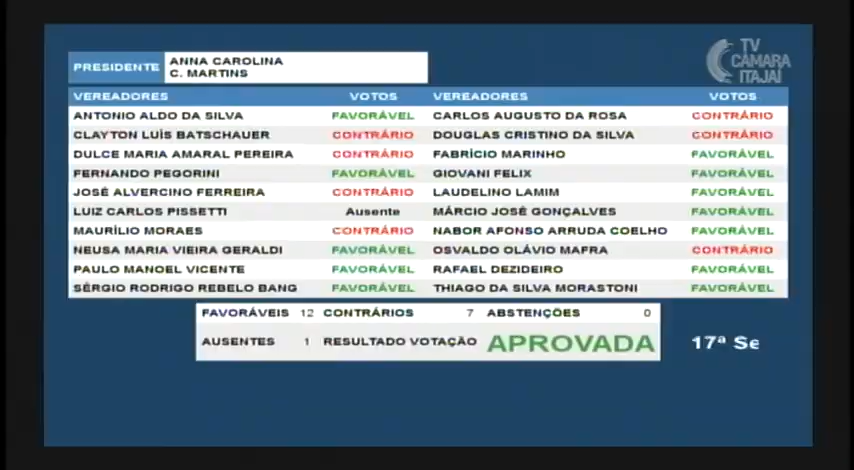 TV
CÂMARA
ITAJAÍ
PRESIDENTE ANNA CAROLINA
C. MARTINS
VEREADORES VOTOS VEREADORES VOTOS
ANTONIO ALDO DA SILVA FAVORÁVEL CARLOS AUGUSTO DA ROSA CONTRÁRIO
CLAYTON LUÌS BATSCHAUER CONTRÁRIO DOUGLAS CRISTINO DA SILVA CONTRÁRIO
DULCE MARIA AMARAL PEREIRA CONTRÁRIO FABRÍCIO MARINHO FAVORÁVEL
FERNANDO PEGORINI FAVORÁVEL GIOVANI FELIX FAVORÁVEL
JOSÉ ALVERCINO FERREIRA CONTRÁRIO LAUDELINO LAMIM FAVORÁVEL
LUIZ CARLOS PISSETTI Ausente MÁRCIO JOSÉ GONÇALVES FAVORÁVEL
MAURÍLIO MORAES CONTRÁRIO NABOR AFONSO ARRUDA COELHO FAVORÁVEL
NEUSA MARIA VIEIRA GERALDI FAVORÁVEL OSVALDO OLÁVIO MAFRA CONTRÁRIO
PAULO MANOEL VICENTE FAVORÁVEL RAFAEL DEZIDEIRO FAVORÁVEL
SÉRGIO RODRIGO REBELO BANG FAVORÁVEL THIAGO DA SILVA MORASTONI FAVORÁVEL
FAVORÁVEIS 12 CONTRÁRIOS 7 ABSTENÇÕES 0
AUSENTES 1 RESULTADO VOTAÇÃO APROVADA 17ª Se